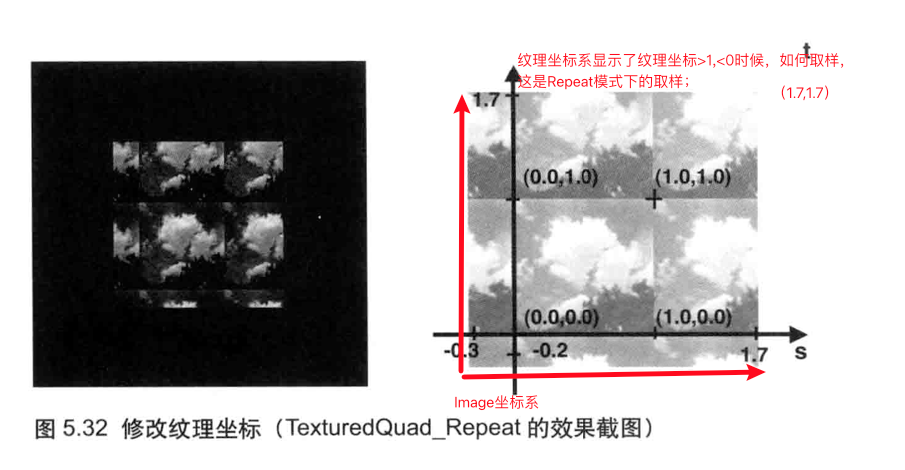 t
纹理坐标系显示了纹理坐标>1,<0时候，如何取样，
这是Repeat模式下的取样；
(1.7,1.7)
1.7
(0.0,1.0) (1.0,1.0)
(0.0,0.0) (1.0,0.0)
-0.3 -0.2 1.7 s
Image坐标系
图 5.32 修改纹理坐标（TexturedQuad_Repeat 的效果截图）